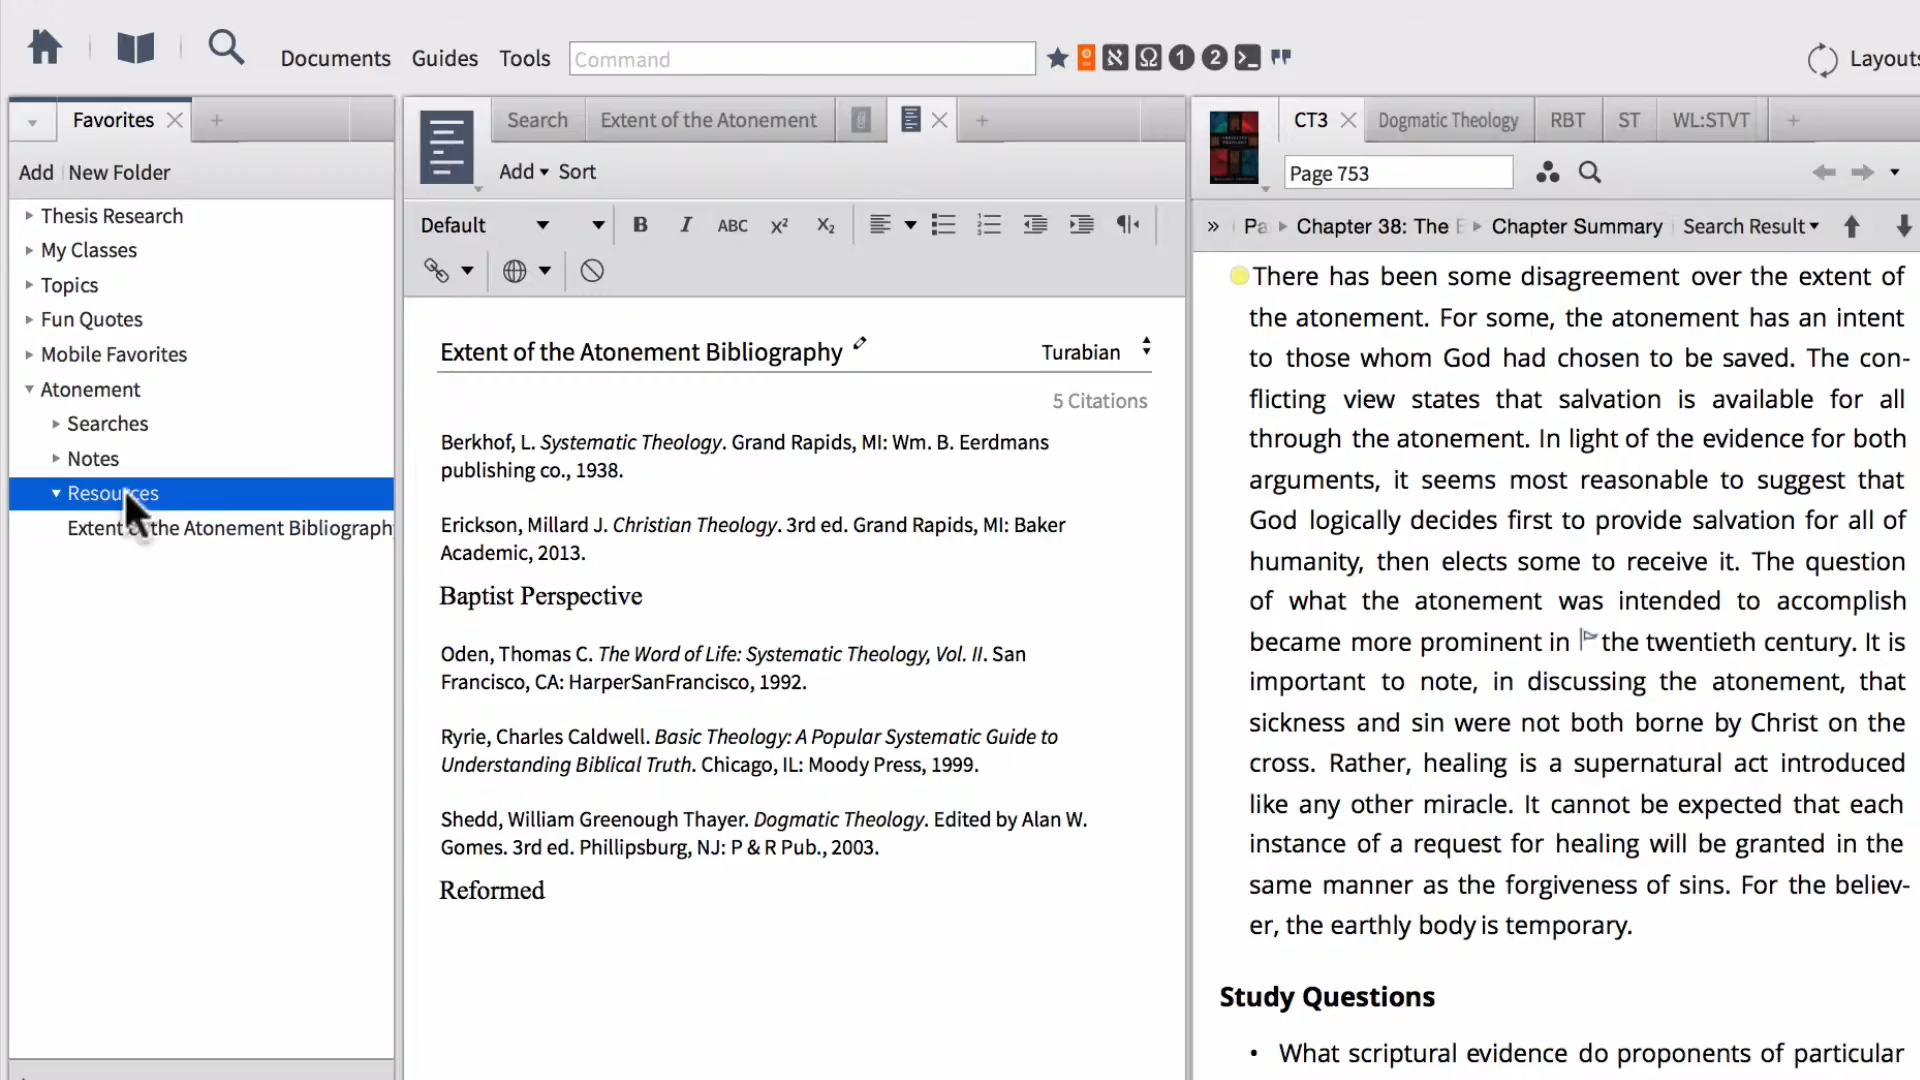 Documents Guides Tools Command 1 2 Layouts
Favorites
Add New Folder
Thesis Research
My Classes
Topics
Fun Quotes
Mobile Favorites
Atonement
Searches
Notes
Resources
Extent of the Atonement Bibliography
Search Extent of the Atonement
Add Sort
Default B I ABC X² X₂
Extent of the Atonement Bibliography Turabian
5 Citations
Berkhof, L. Systematic Theology. Grand Rapids, MI: Wm. B. Eerdmans
publishing co., 1938.
Erickson, Millard J. Christian Theology. 3rd ed. Grand Rapids, MI: Baker
Academic, 2013.
Baptist Perspective
Oden, Thomas C. The Word of Life: Systematic Theology, Vol. II. San
Francisco, CA: HarperSanFrancisco, 1992.
Ryrie, Charles Caldwell. Basic Theology: A Popular Systematic Guide to
Understanding Biblical Truth. Chicago, IL: Moody Press, 1999.
Shedd, William Greenough Thayer. Dogmatic Theology. Edited by Alan W.
Gomes. 3rd ed. Phillipsburg, NJ: P & R Pub., 2003.
Reformed
CT3 Dogmatic Theology RBT ST WL:STVT
Page 753
» Pa Chapter 38: The E Chapter Summary Search Result
There has been some disagreement over the extent of
the atonement. For some, the atonement has an intent
to those whom God had chosen to be saved. The con-
flicting view states that salvation is available for all
through the atonement. In light of the evidence for both
arguments, it seems most reasonable to suggest that
God logically decides first to provide salvation for all of
humanity, then elects some to receive it. The question
of what the atonement was intended to accomplish
became more prominent in the twentieth century. It is
important to note, in discussing the atonement, that
sickness and sin were not both borne by Christ on the
cross. Rather, healing is a supernatural act introduced
like any other miracle. It cannot be expected that each
instance of a request for healing will be granted in the
same manner as the forgiveness of sins. For the believ-
er, the earthly body is temporary.
Study Questions
• What scriptural evidence do proponents of particular